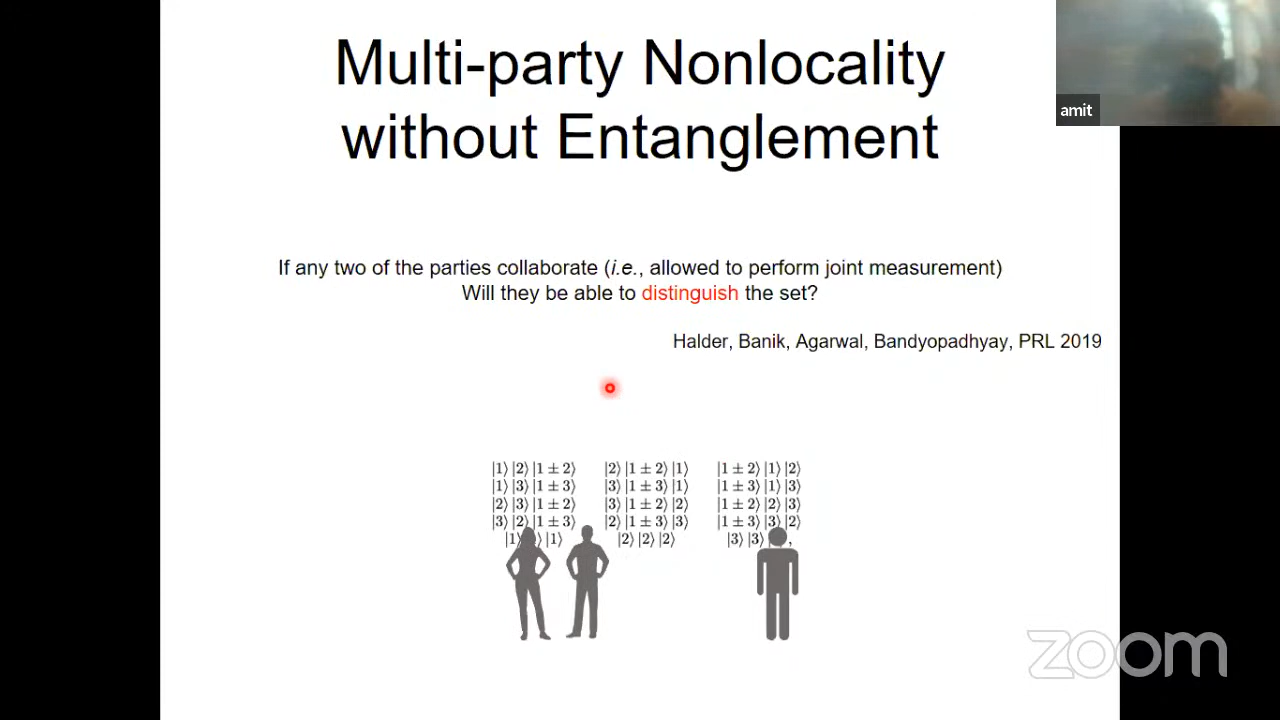 Multi-party Nonlocality
without Entanglement
amit
If any two of the parties collaborate (i.e., allowed to perform joint measurement)
Will they be able to distinguish the set?
Halder, Banik, Agarwal, Bandyopadhyay, PRL 2019
|1⟩ |2⟩ |1 ± 2⟩ |2⟩ |1 ± 2⟩ |1⟩ |1 ± 2⟩ |1⟩ |2⟩
|1⟩ |3⟩ |1 ± 3⟩ |3⟩ |1 ± 3⟩ |1⟩ |1 ± 3⟩ |1⟩ |3⟩
|2⟩ |3⟩ |1 ± 2⟩ |3⟩ |1 ± 2⟩ |2⟩ |1 ± 2⟩ |2⟩ |3⟩
|3⟩ |2⟩ |1 ± 3⟩ |2⟩ |1 ± 3⟩ |3⟩ |1 ± 3⟩ |3⟩ |2⟩
|1⟩ |1⟩ |2⟩ |2⟩ |2⟩ |3⟩ |3⟩
zoom